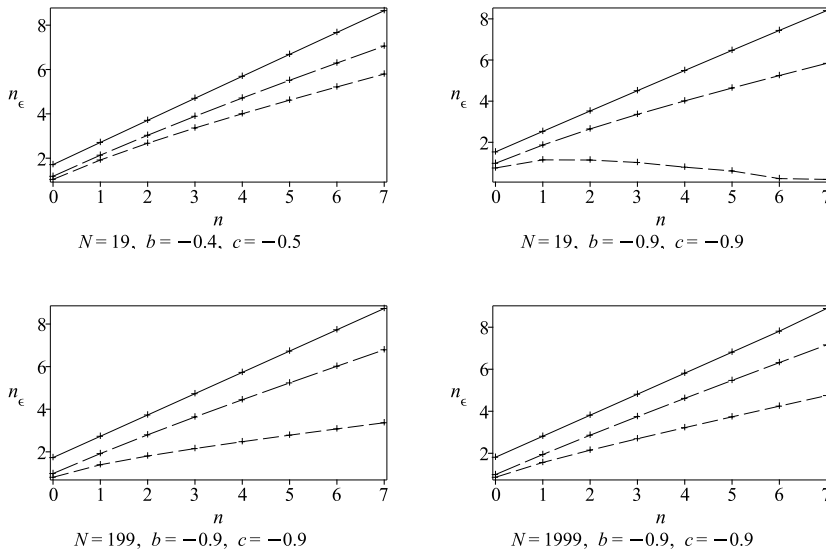 8
6
4
2
n_ϵ
0 1 2 3 4 5 6 7
n
N = 19, b = −0.4, c = −0.5
8
6
4
2
n_ϵ
0 1 2 3 4 5 6 7
n
N = 19, b = −0.9, c = −0.9
8
6
4
2
n_ϵ
0 1 2 3 4 5 6 7
n
N = 199, b = −0.9, c = −0.9
8
6
4
2
n_ϵ
0 1 2 3 4 5 6 7
n
N = 1999, b = −0.9, c = −0.9